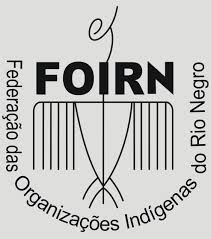 FOIRN
Federação das Organizações Indígenas do Rio Negro